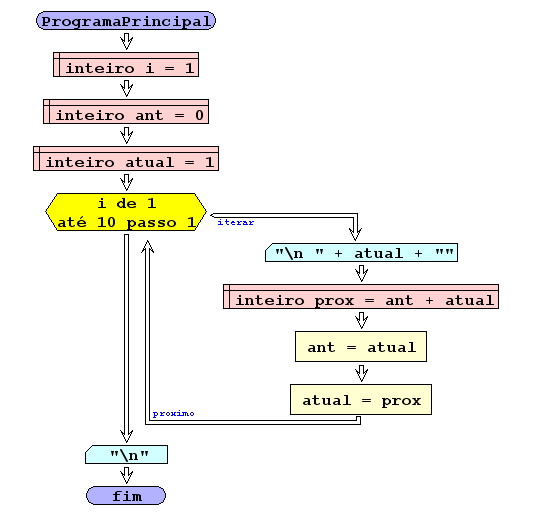 ProgramaPrincipal
inteiro i = 1
inteiro ant = 0
inteiro atual = 1
i de 1
até 10 passo 1
iterar
"\n " + atual + ""
inteiro prox = ant + atual
ant = atual
atual = prox
proximo
"\n"
fim